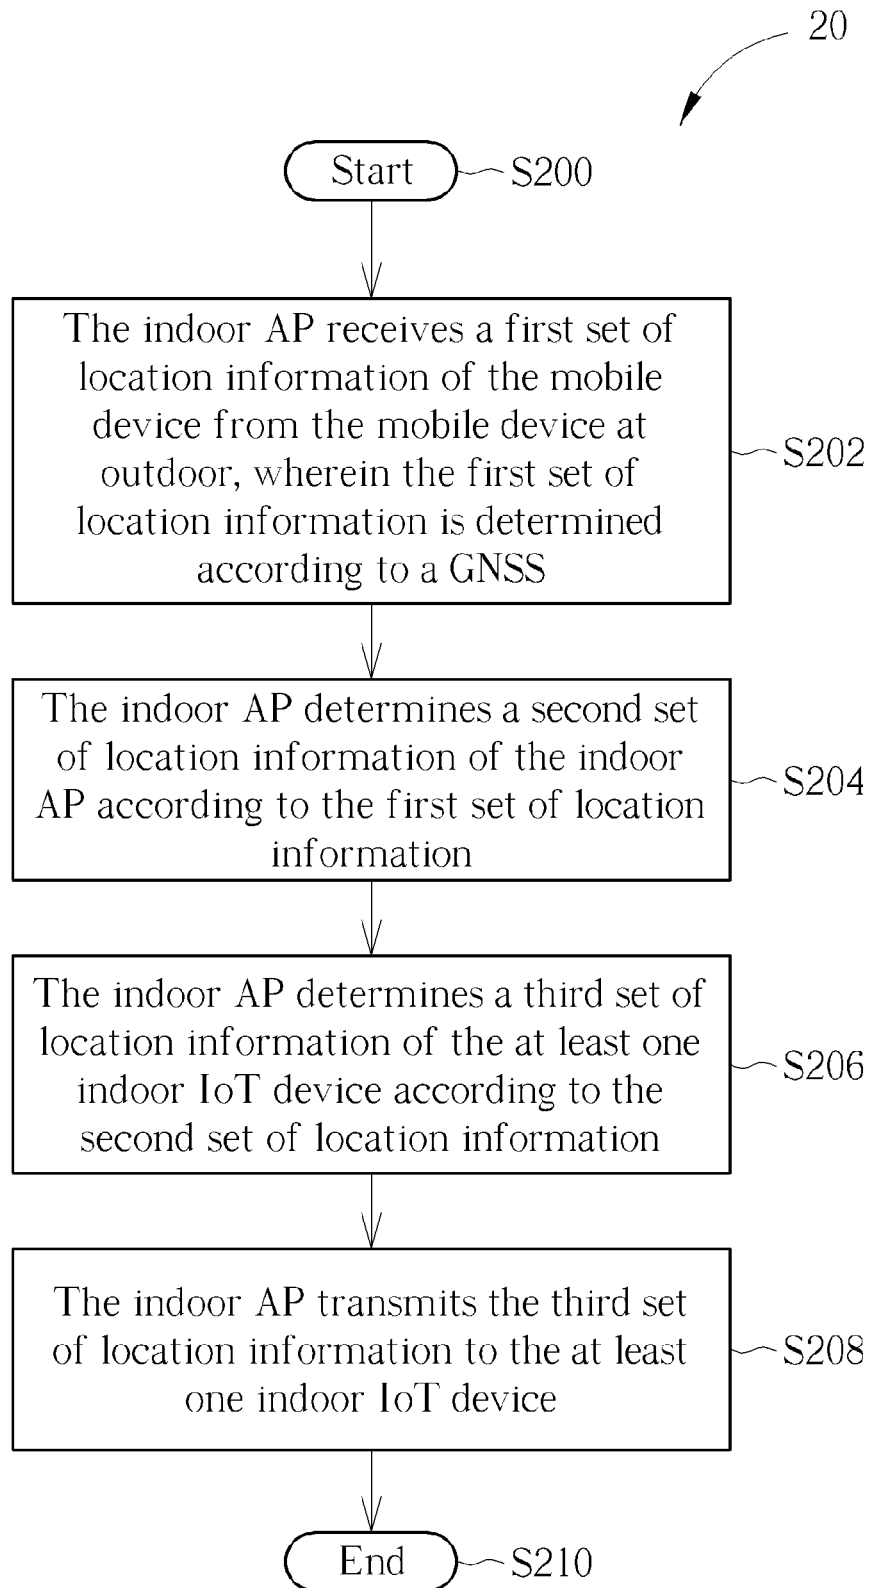 20
Start
S200
The indoor AP receives a first set of
location information of the mobile
device from the mobile device at
outdoor, wherein the first set of
location information is determined
according to a GNSS
S202
The indoor AP determines a second set
of location information of the indoor
AP according to the first set of location
information
S204
The indoor AP determines a third set of
location information of the at least one
indoor IoT device according to the
second set of location information
S206
The indoor AP transmits the third set
of location information to the at least
one indoor IoT device
S208
End
S210